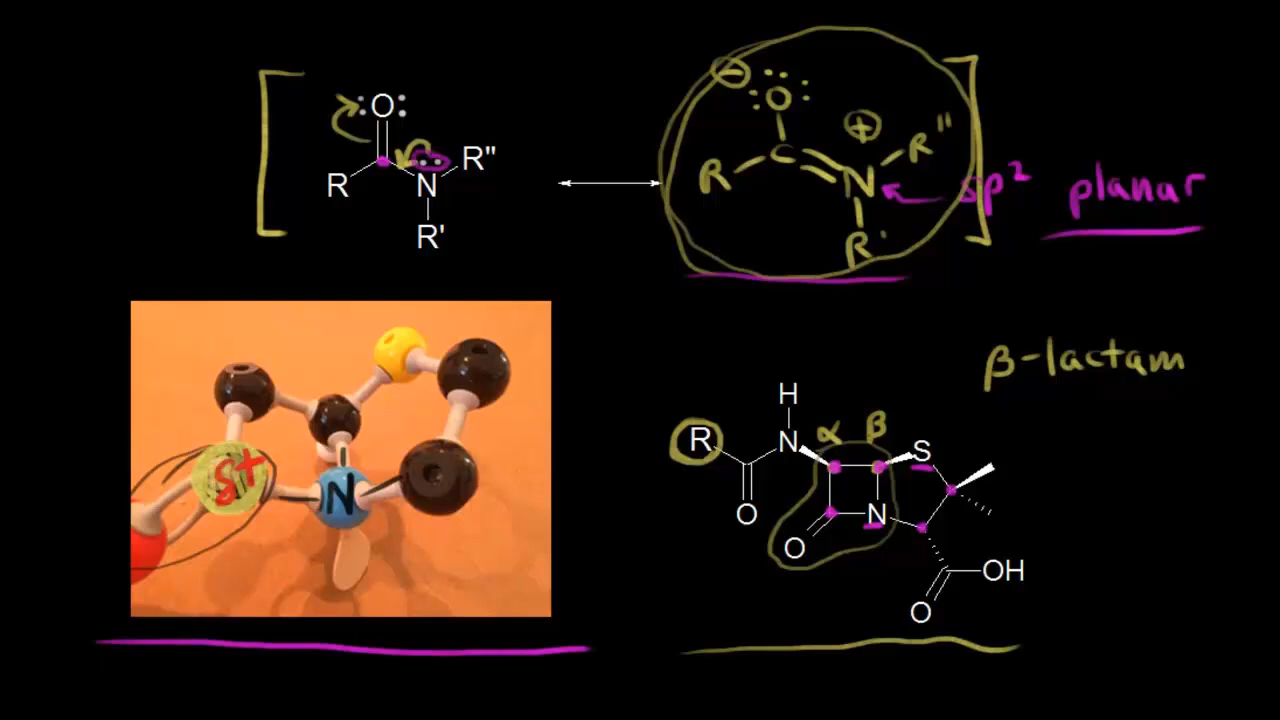 O
R N R"
R'
⊖
O
⊕
R C N R"
R'
sp² planar
δ+
N
β-lactam
H
R N α β S
O
O N
OH
O